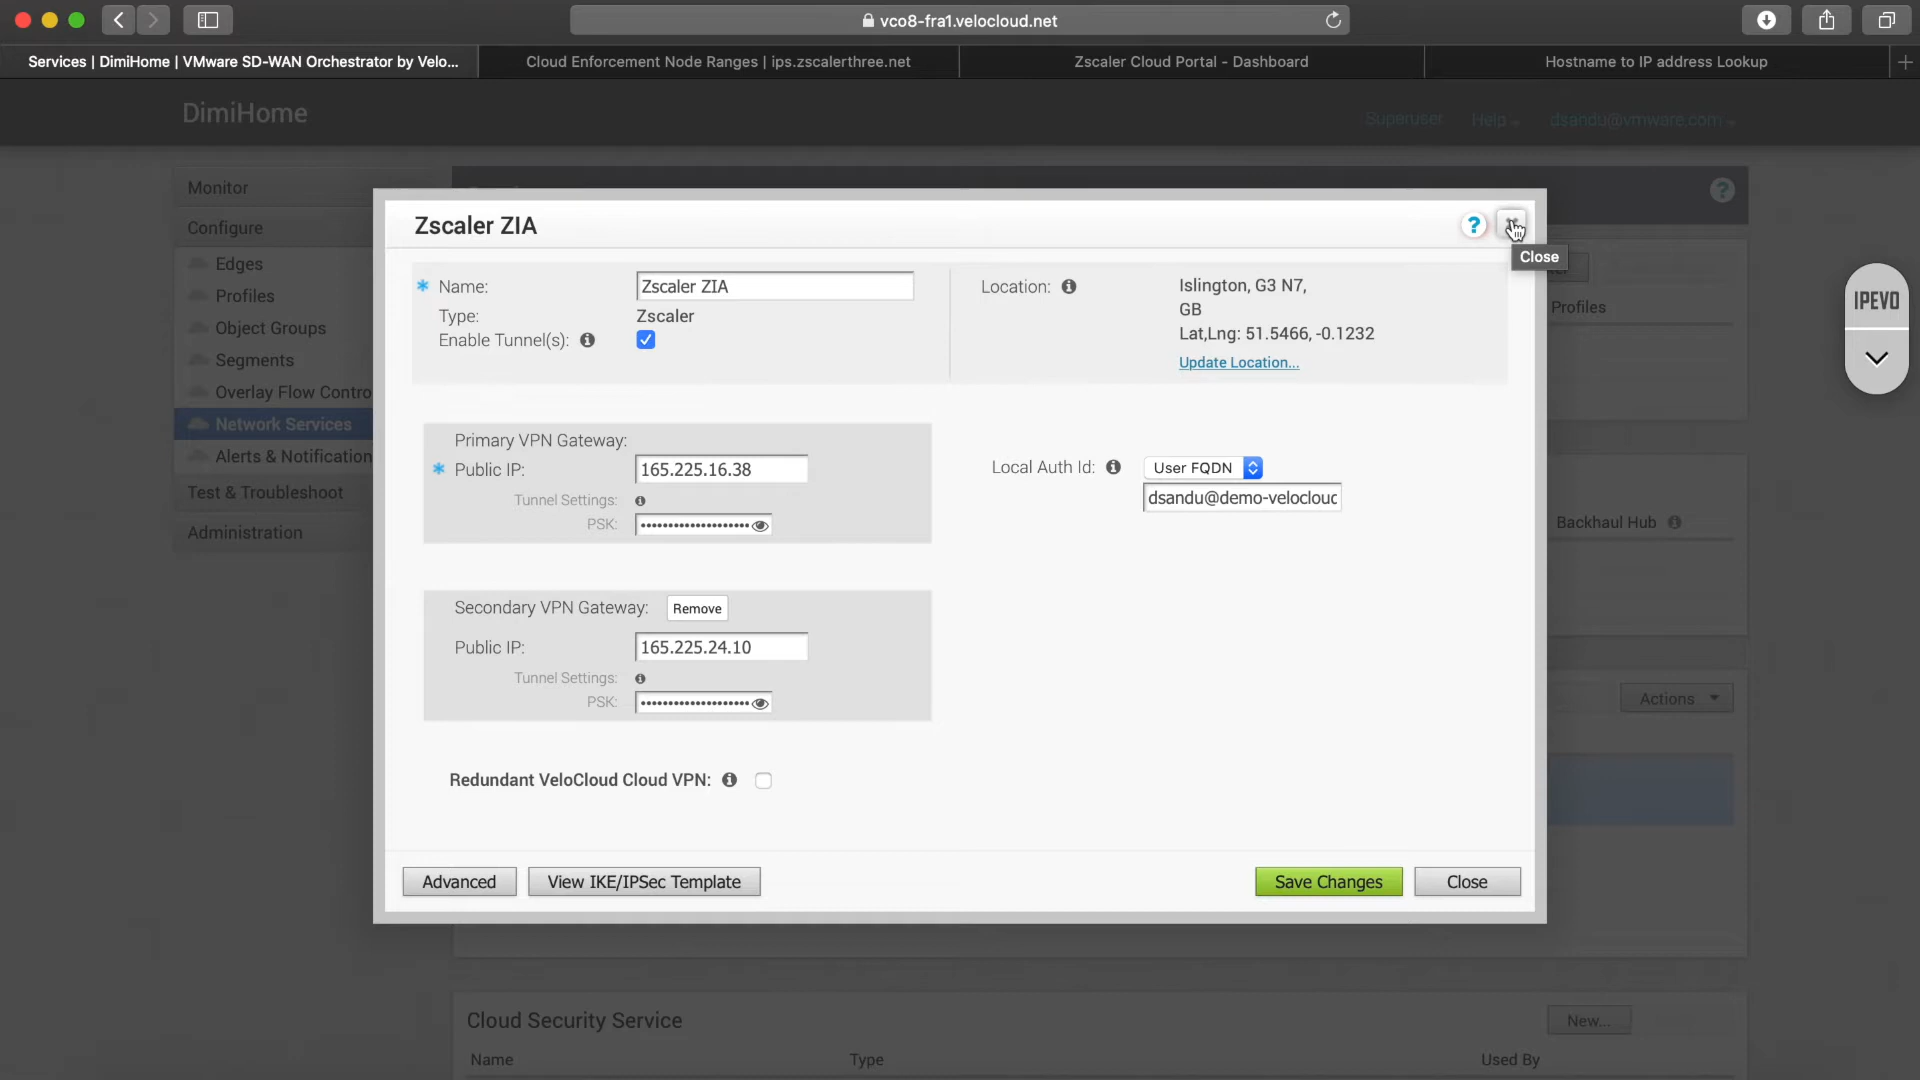 vco8-fra1.velocloud.net
Services | DimiHome | VMware SD-WAN Orchestrator by Velo...
Cloud Enforcement Node Ranges | ips.zscalerthree.net
Zscaler Cloud Portal - Dashboard
Hostname to IP address Lookup
DimiHome
Superuser
Help
dsandu@vmware.com
Monitor
Configure
Edges
Profiles
Object Groups
Segments
Overlay Flow Contro
Network Services
Alerts & Notification
Test & Troubleshoot
Administration
Zscaler ZIA
?
Close
* Name: Zscaler ZIA
Type: Zscaler
Enable Tunnel(s):
Location: Islington, G3 N7,
GB
Lat,Lng: 51.5466, -0.1232
Update Location...
Primary VPN Gateway:
* Public IP: 165.225.16.38
Tunnel Settings:
PSK: ••••••••••••••••••••
Local Auth Id: User FQDN
dsandu@demo-velocloud
Secondary VPN Gateway: Remove
Public IP: 165.225.24.10
Tunnel Settings:
PSK: ••••••••••••••••••••
Redundant VeloCloud Cloud VPN:
Advanced
View IKE/IPSec Template
Save Changes
Close
?
Profiles
Backhaul Hub
Actions
IPEVO
Cloud Security Service
New...
Name
Type
Used By